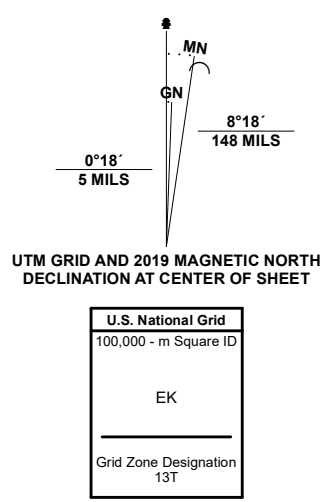 MN
GN
8°18´
148 MILS
0°18´
5 MILS
UTM GRID AND 2019 MAGNETIC NORTH
DECLINATION AT CENTER OF SHEET
U.S. National Grid
100,000 - m Square ID
EK
Grid Zone Designation
13T